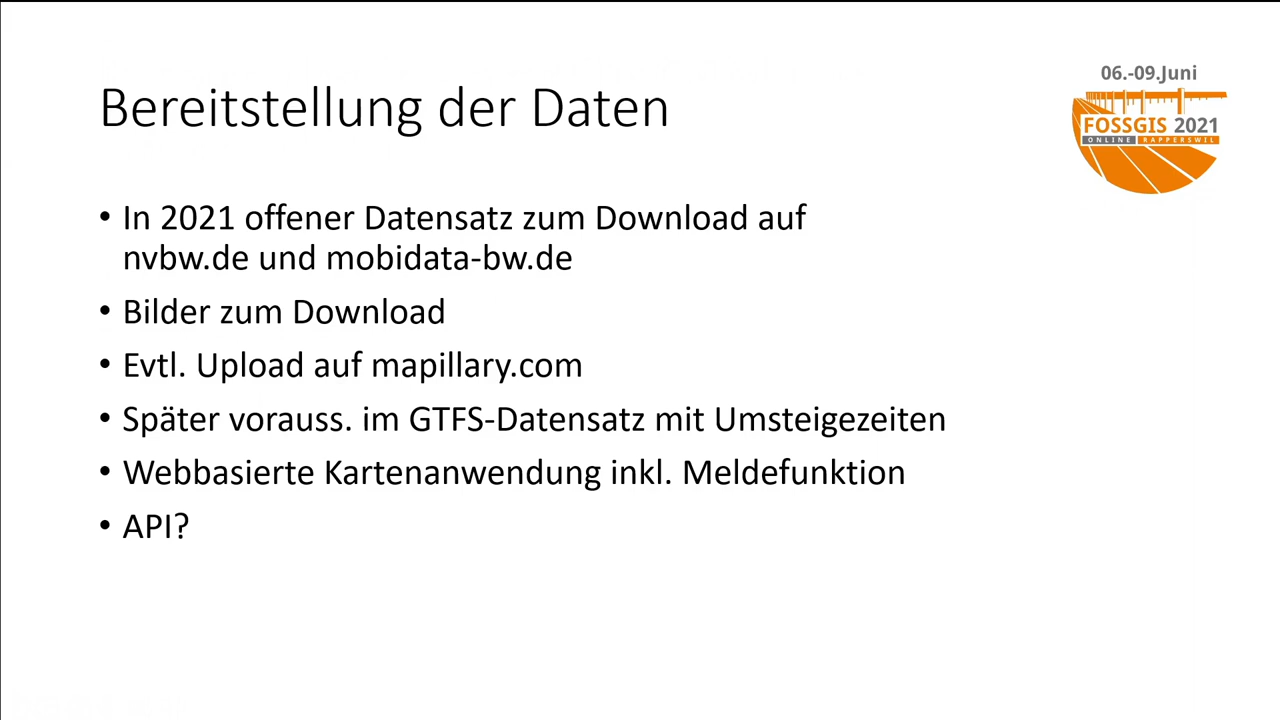 Bereitstellung der Daten
06.-09.Juni
FOSSGIS 2021
ONLINE RAPPERSWIL
• In 2021 offener Datensatz zum Download auf
nvbw.de und mobidata-bw.de
• Bilder zum Download
• Evtl. Upload auf mapillary.com
• Später vorauss. im GTFS-Datensatz mit Umsteigezeiten
• Webbasierte Kartenanwendung inkl. Meldefunktion
• API?